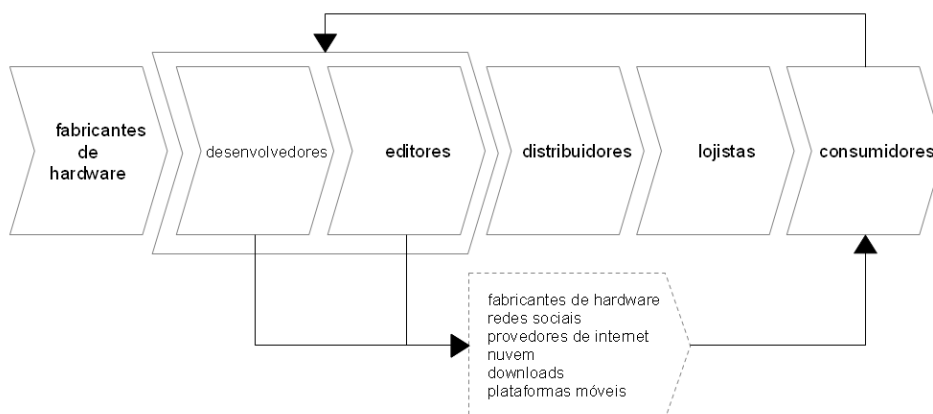 fabricantes
de
hardware
desenvolvedores
editores
distribuidores
lojistas
consumidores
fabricantes de hardware
redes sociais
provedores de internet
nuvem
downloads
plataformas móveis